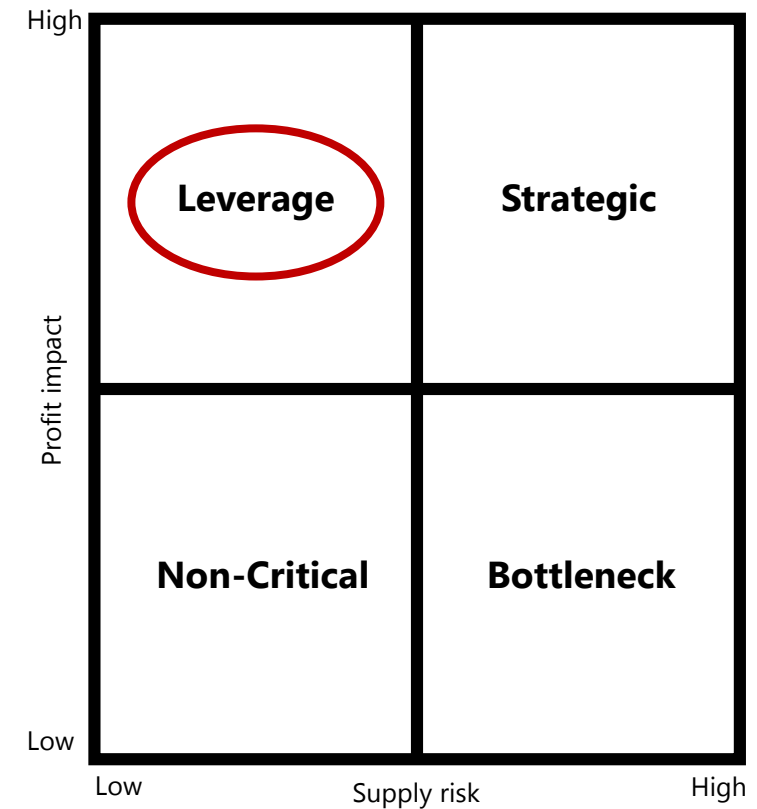 High
Leverage
Strategic
Profit impact
Non-Critical
Bottleneck
Low
Low
Supply risk
High